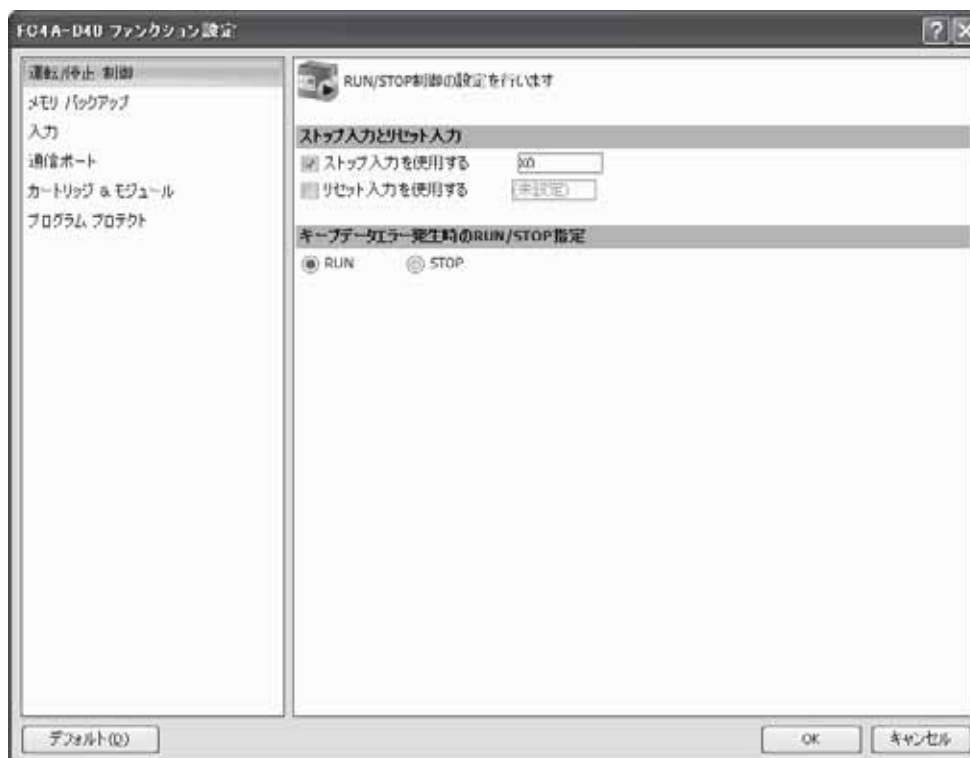 FC4A-D40 ファンクション設定
運転/停止 制御
メモリ バックアップ
入力
通信ポート
カートリッジ & モジュール
プログラム プロテクト
RUN/STOP制御の設定を行います
ストップ入力とリセット入力
ストップ入力を使用する
X0
リセット入力を使用する
(未設定)
キープデータエラー発生時のRUN/STOP指定
RUN
STOP
デフォルト(D)
OK
キャンセル